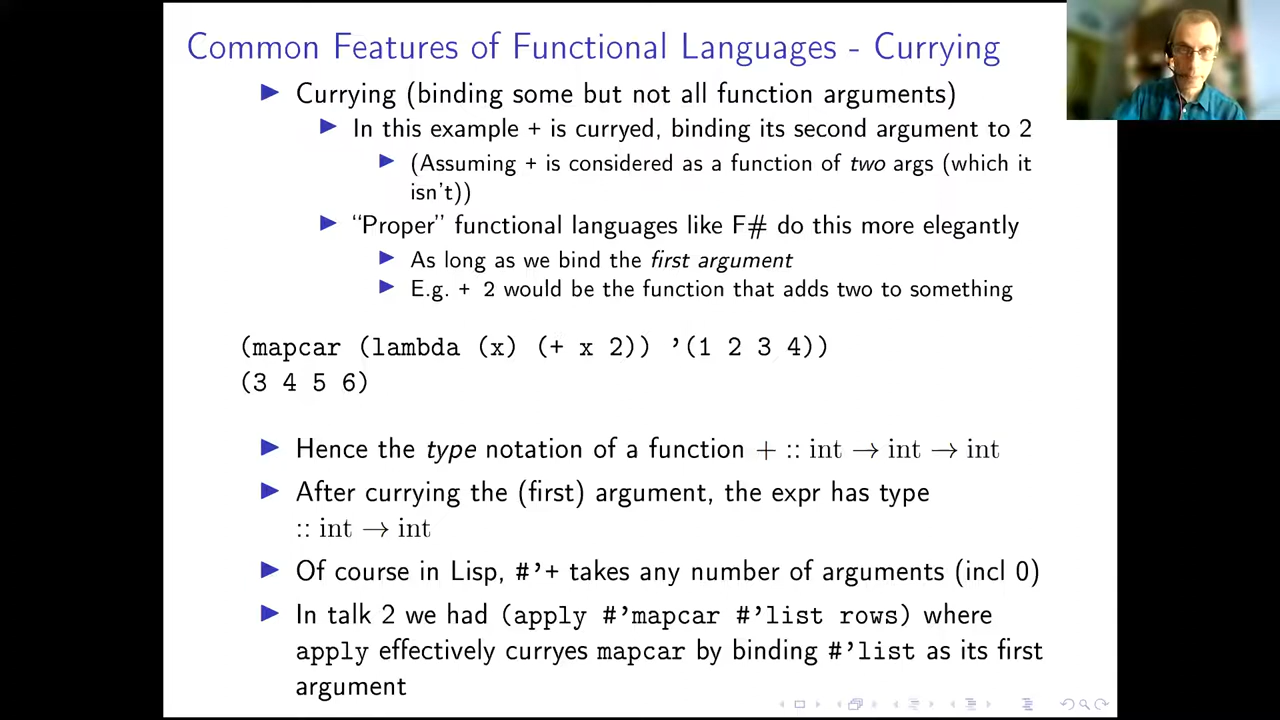 Common Features of Functional Languages - Currying
▶ Currying (binding some but not all function arguments)
▶ In this example + is curryed, binding its second argument to 2
▶ (Assuming + is considered as a function of two args (which it
isn't))
▶ “Proper” functional languages like F# do this more elegantly
▶ As long as we bind the first argument
▶ E.g. + 2 would be the function that adds two to something
(mapcar (lambda (x) (+ x 2)) ’(1 2 3 4))
(3 4 5 6)
▶ Hence the type notation of a function + :: int → int → int
▶ After currying the (first) argument, the expr has type
:: int → int
▶ Of course in Lisp, #’+ takes any number of arguments (incl 0)
▶ In talk 2 we had (apply #’mapcar #’list rows) where
apply effectively curryes mapcar by binding #’list as its first
argument